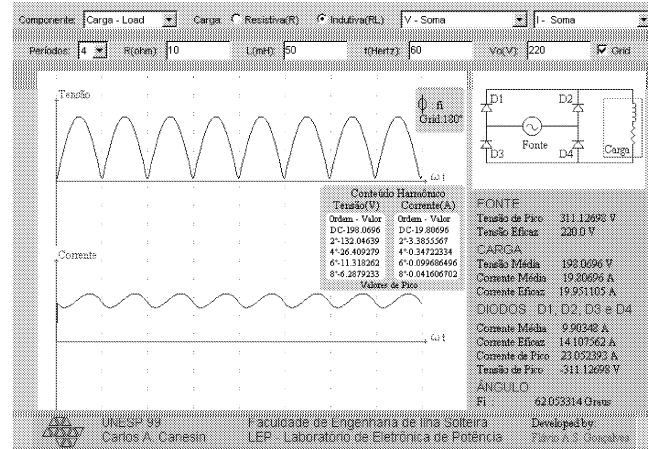 Componente: Carga - Load Carga: Resistiva(R) Indutiva(RL) V - Soma I - Soma
Períodos: 4 R(ohm): 10 L(mH): 50 f(Hertz): 60 Vo(V): 220 Grid
Tensão
fi
Grid:180°
ω t
D1 D2
Fonte
D3 D4
Carga
Conteúdo Harmônico
Tensão(V) Corrente(A)
Ordem - Valor Ordem - Valor
DC-198.0696 DC-19.80696
2°-132.04639 2°-3.3855567
4°-26.409279 4°-0.34722334
6°-11.318262 6°-0.099686496
8°-6.2879233 8°-0.041606702
Valores de Pico
Corrente
ω t
FONTE
Tensão de Pico 311.12698 V
Tensão Eficaz 220.0 V
CARGA
Tensão Média 198.0696 V
Corrente Média 19.80696 A
Corrente Eficaz 19.951105 A
DIODOS D1, D2, D3 e D4
Corrente Média 9.90348 A
Corrente Eficaz 14.107562 A
Corrente de Pico 23.052393 A
Tensão de Pico -311.12698 V
ÂNGULO
Fi 62.053314 Graus
UNESP 99
Carlos A. Canesin
Faculdade de Engenharia de Ilha Solteira
LEP - Laboratório de Eletrônica de Potência
Developed by:
Flávio A.S. Gonçalves